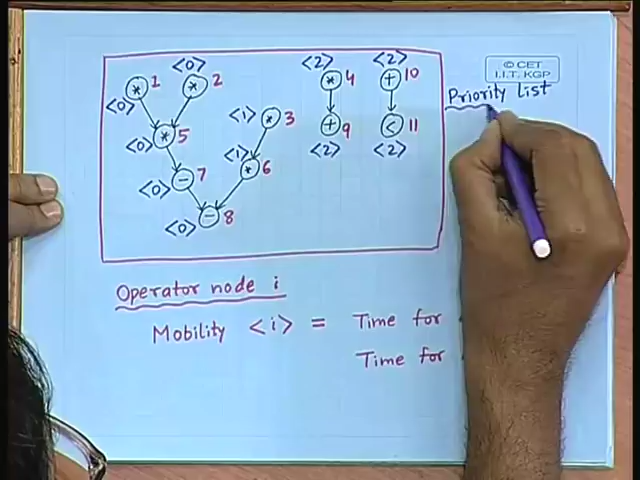 © CET
I.I.T. KGP
Priority List
<0> <2> <2>
* 1 * 2 * 4 + 10
<0> <1> * 3
<0> * 5 + 9 < 11
<1> <2> <2>
<0> - 7 * 6
<0> - 8
Operator node i
Mobility <i> = Time for
Time for